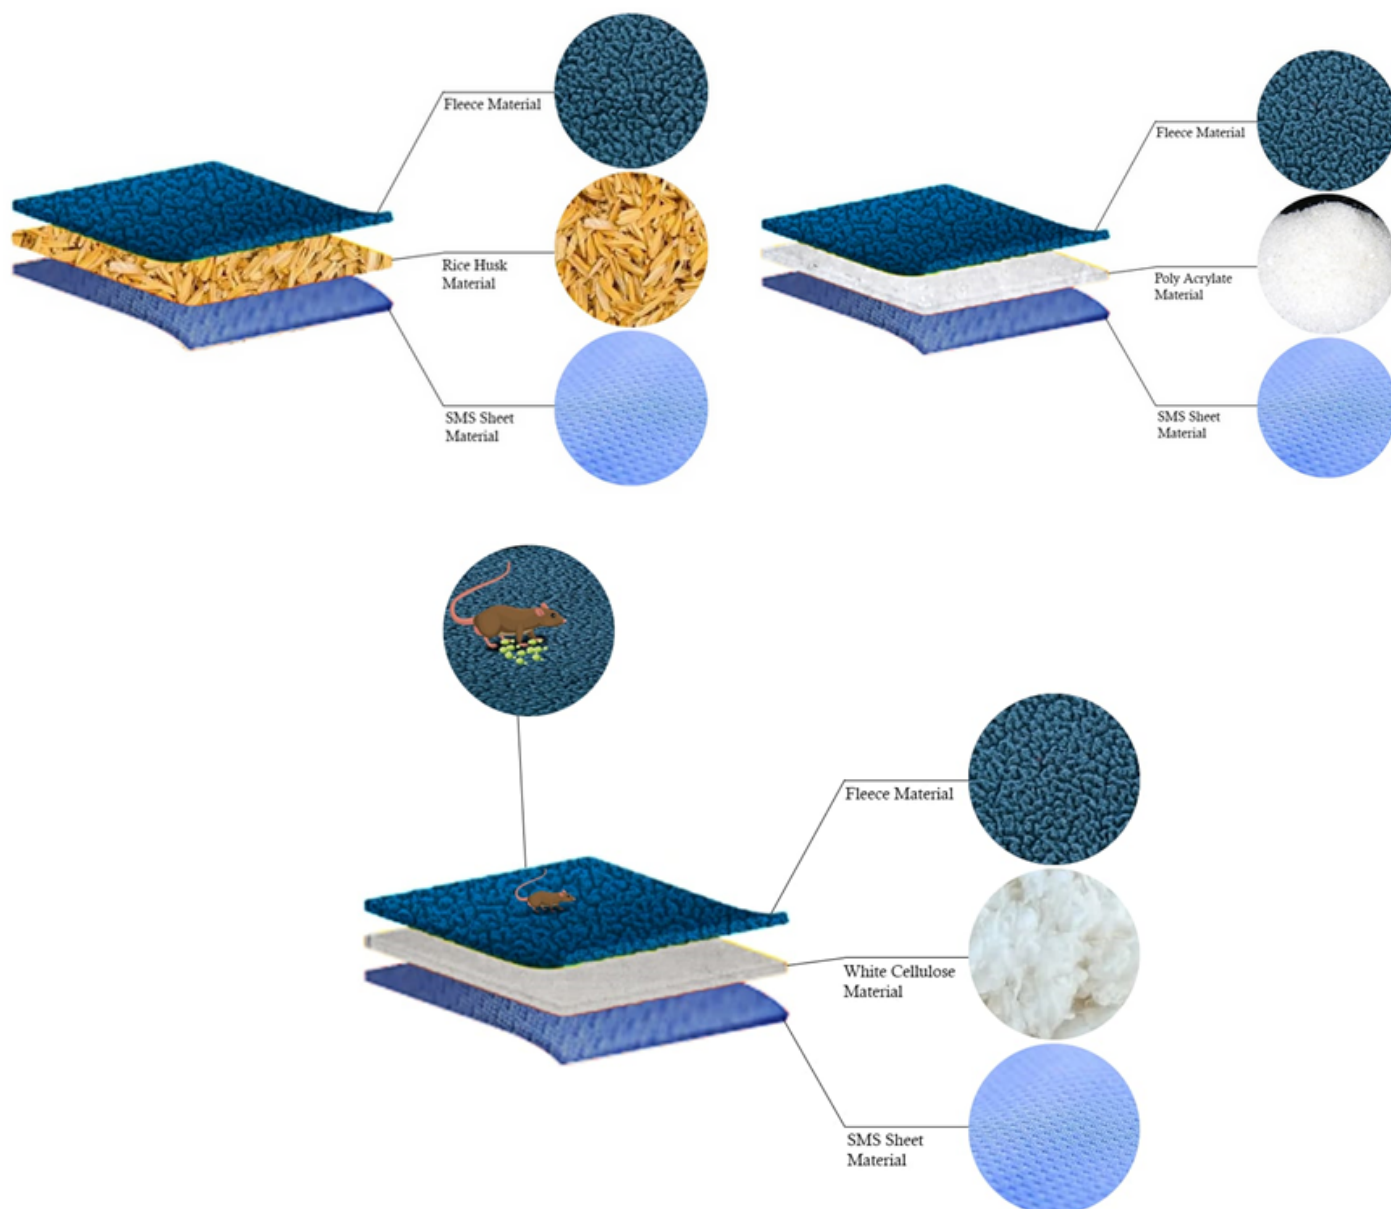 Fleece Material
Rice Husk
Material
SMS Sheet
Material
Fleece Material
Poly Acrylate
Material
SMS Sheet
Material
Fleece Material
White Cellulose
Material
SMS Sheet
Material